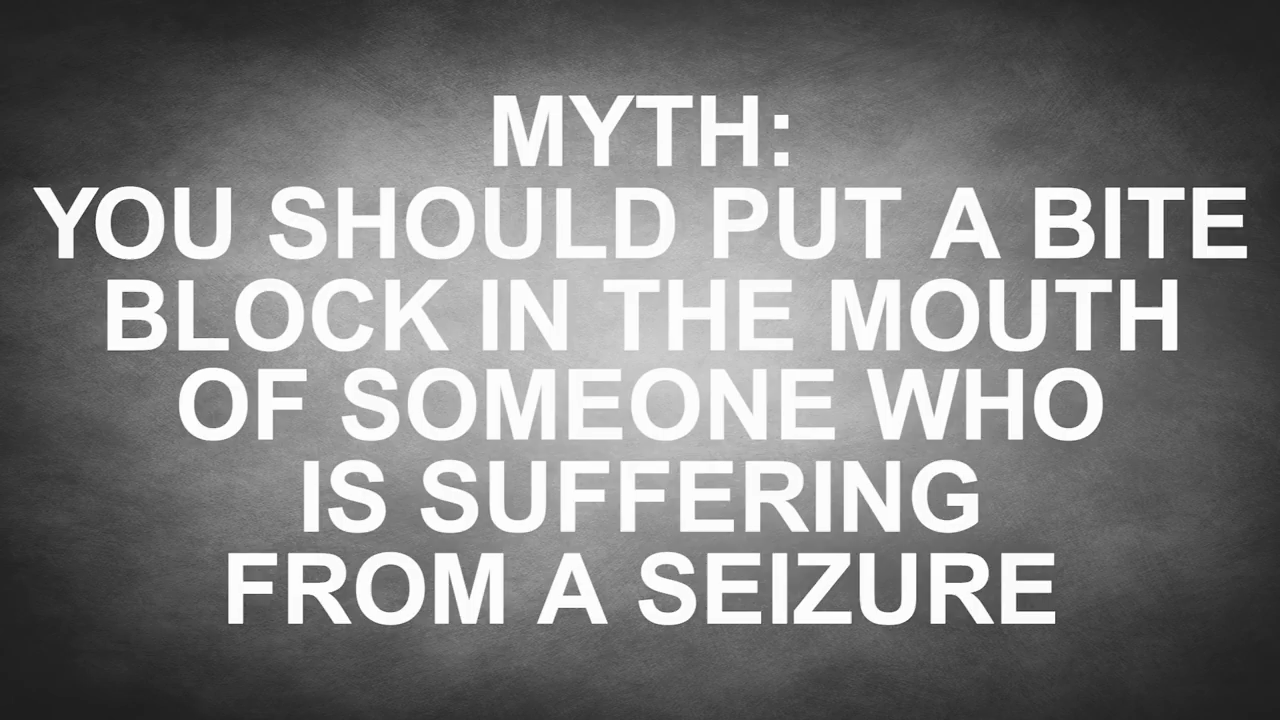 MYTH:
YOU SHOULD PUT A BITE
BLOCK IN THE MOUTH
OF SOMEONE WHO
IS SUFFERING
FROM A SEIZURE